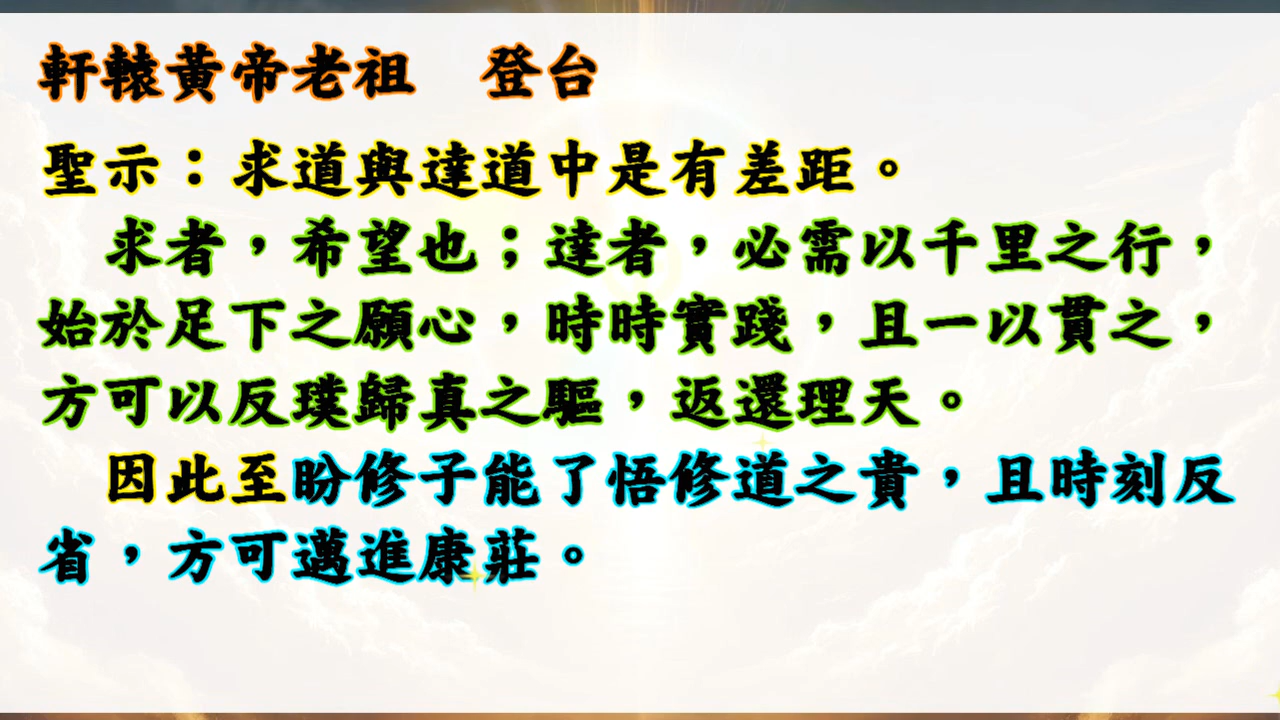 軒轅黃帝老祖　登台
聖示：求道與達道中是有差距。
求者，希望也；達者，必需以千里之行，
始於足下之願心，時時實踐，且一以貫之，
方可以反璞歸真之驅，返還理天。
因此至盼修子能了悟修道之貴，且時刻反
省，方可邁進康莊。